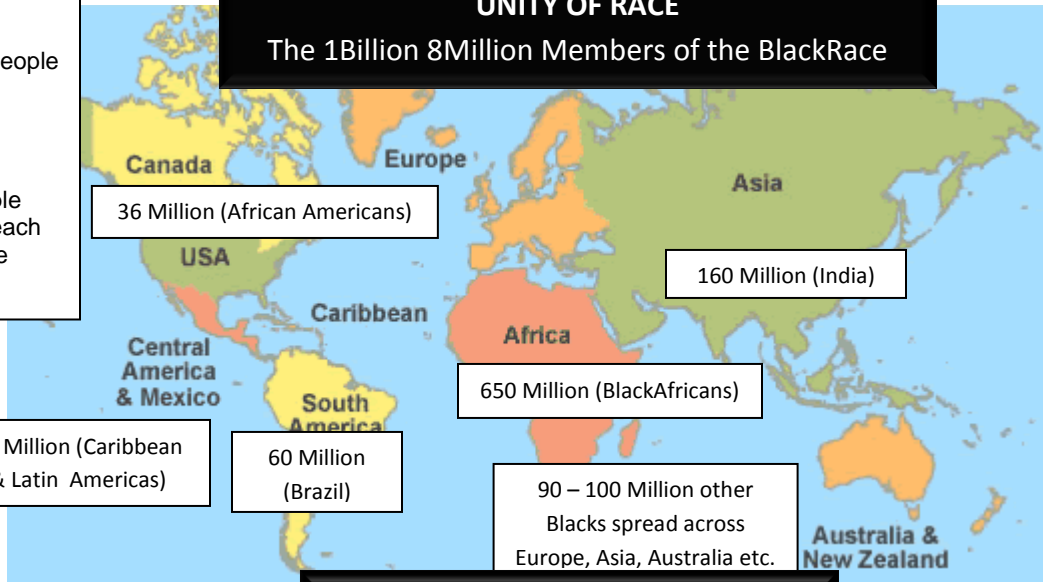 UNITY OF RACE
The 1Billion 8Million Members of the BlackRace
eople
each
Canada
Europe
Asia
36 Million (African Americans)
USA
160 Million (India)
Caribbean
Africa
Central
America
& Mexico
South
America
650 Million (BlackAfricans)
Million (Caribbean
& Latin Americas)
60 Million
(Brazil)
90 – 100 Million other
Blacks spread across
Europe, Asia, Australia etc.
Australia &
New Zealand